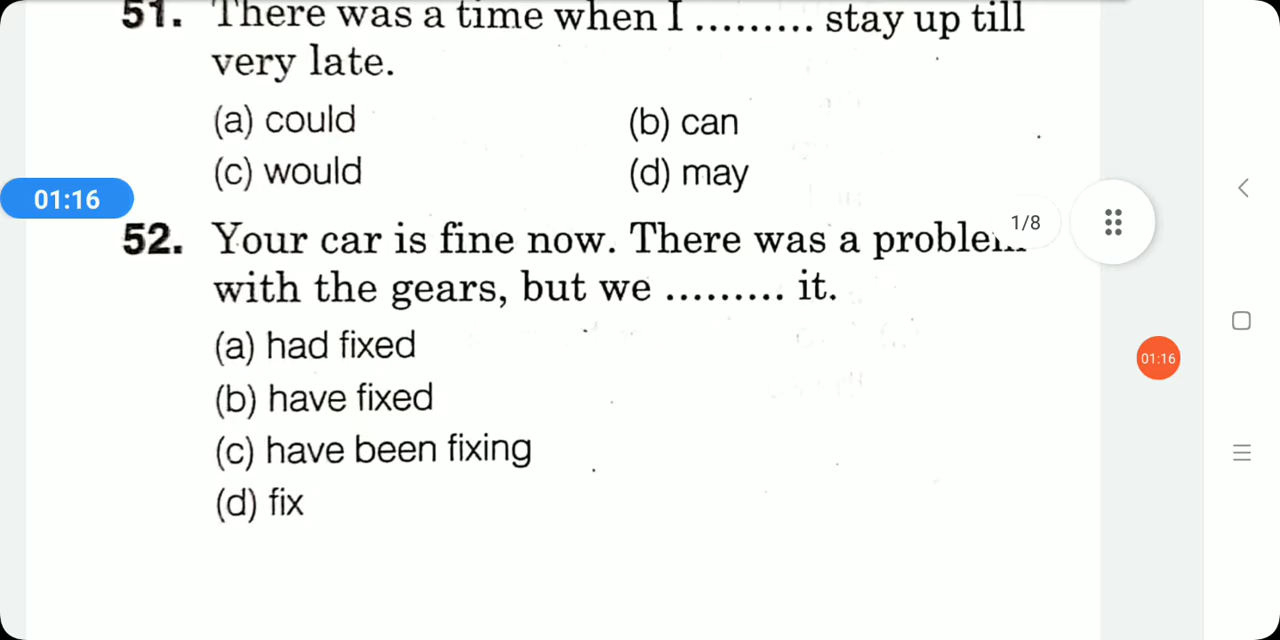 51. There was a time when I ......... stay up till
very late.
(a) could (b) can
(c) would (d) may
01:16
52. Your car is fine now. There was a problem
1/8
with the gears, but we ......... it.
(a) had fixed
01:16
(b) have fixed
(c) have been fixing
(d) fix